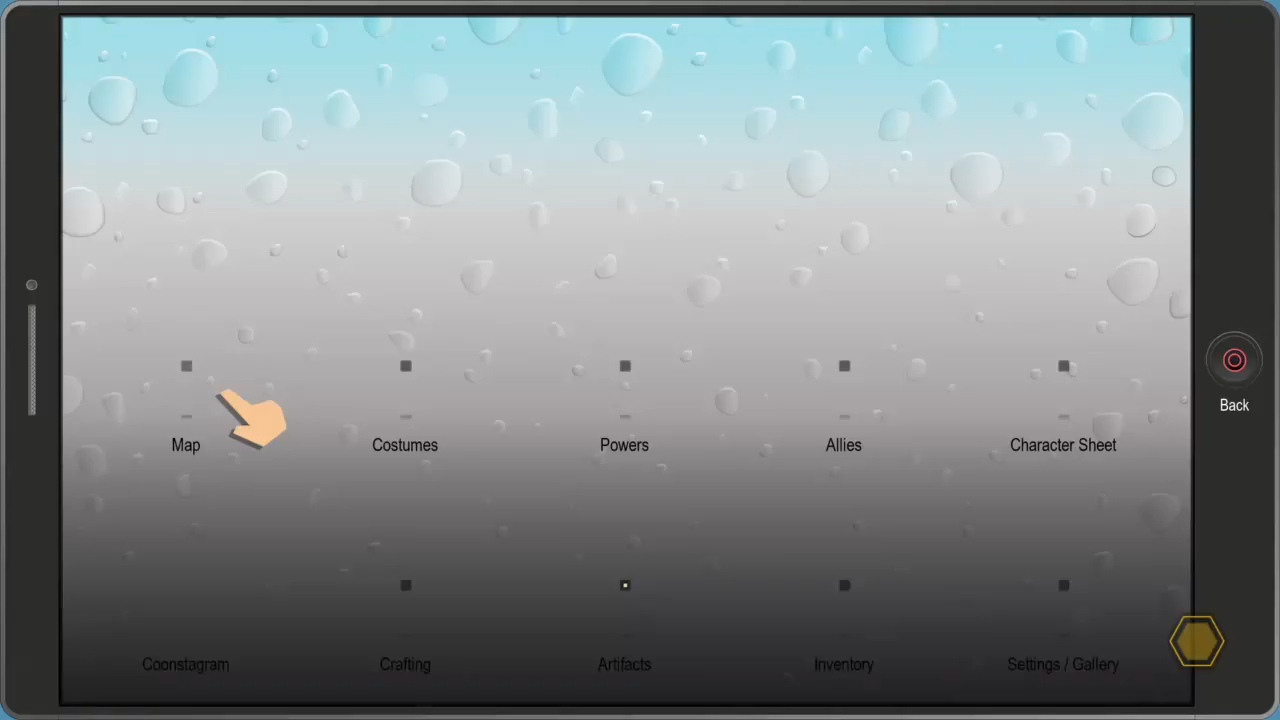 Back
Map
Costumes
Powers
Allies
Character Sheet
Coonstagram
Crafting
Artifacts
Inventory
Settings / Gallery